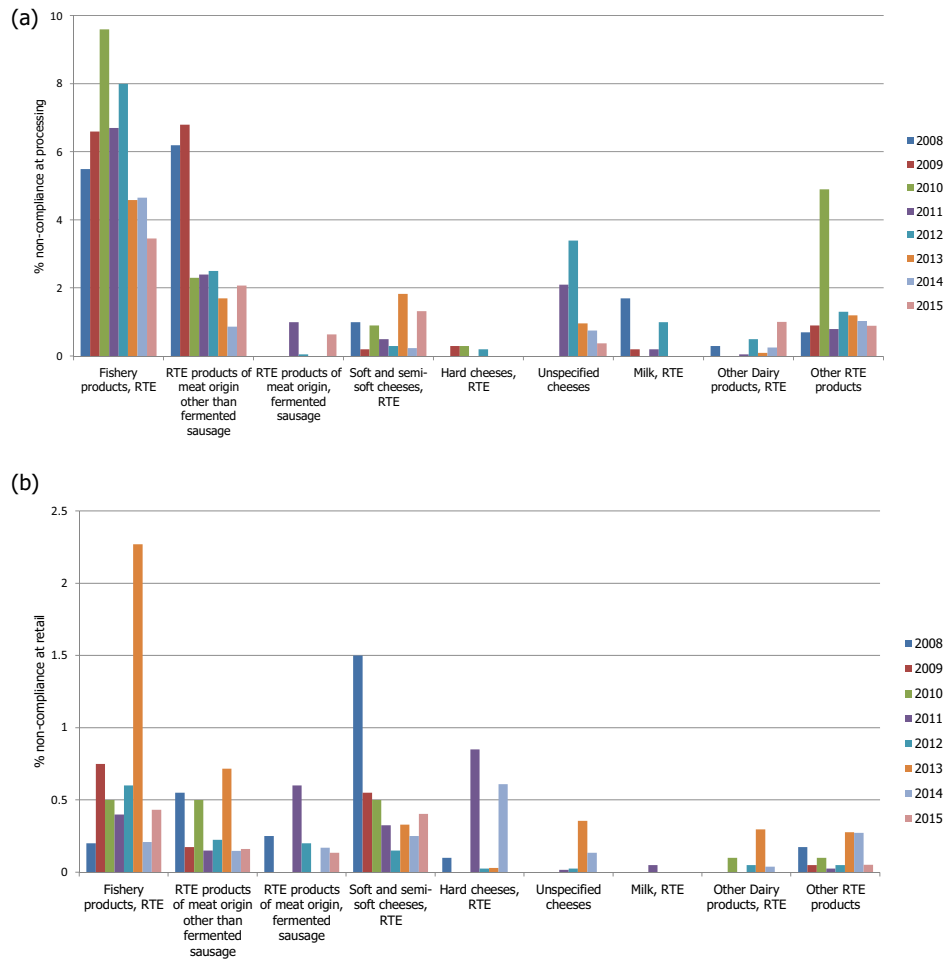 (a)
% non-compliance at processing
10
8
6
4
2
0
Fishery products, RTE
RTE products of meat origin other than fermented sausage
RTE products of meat origin, fermented sausage
Soft and semi-soft cheeses, RTE
Hard cheeses, RTE
Unspecified cheeses
Milk, RTE
Other Dairy products, RTE
Other RTE products
2008
2009
2010
2011
2012
2013
2014
2015
(b)
% non-compliance at retail
2.5
2
1.5
1
0.5
0
Fishery products, RTE
RTE products of meat origin other than fermented sausage
RTE products of meat origin, fermented sausage
Soft and semi-soft cheeses, RTE
Hard cheeses, RTE
Unspecified cheeses
Milk, RTE
Other Dairy products, RTE
Other RTE products
2008
2009
2010
2011
2012
2013
2014
2015